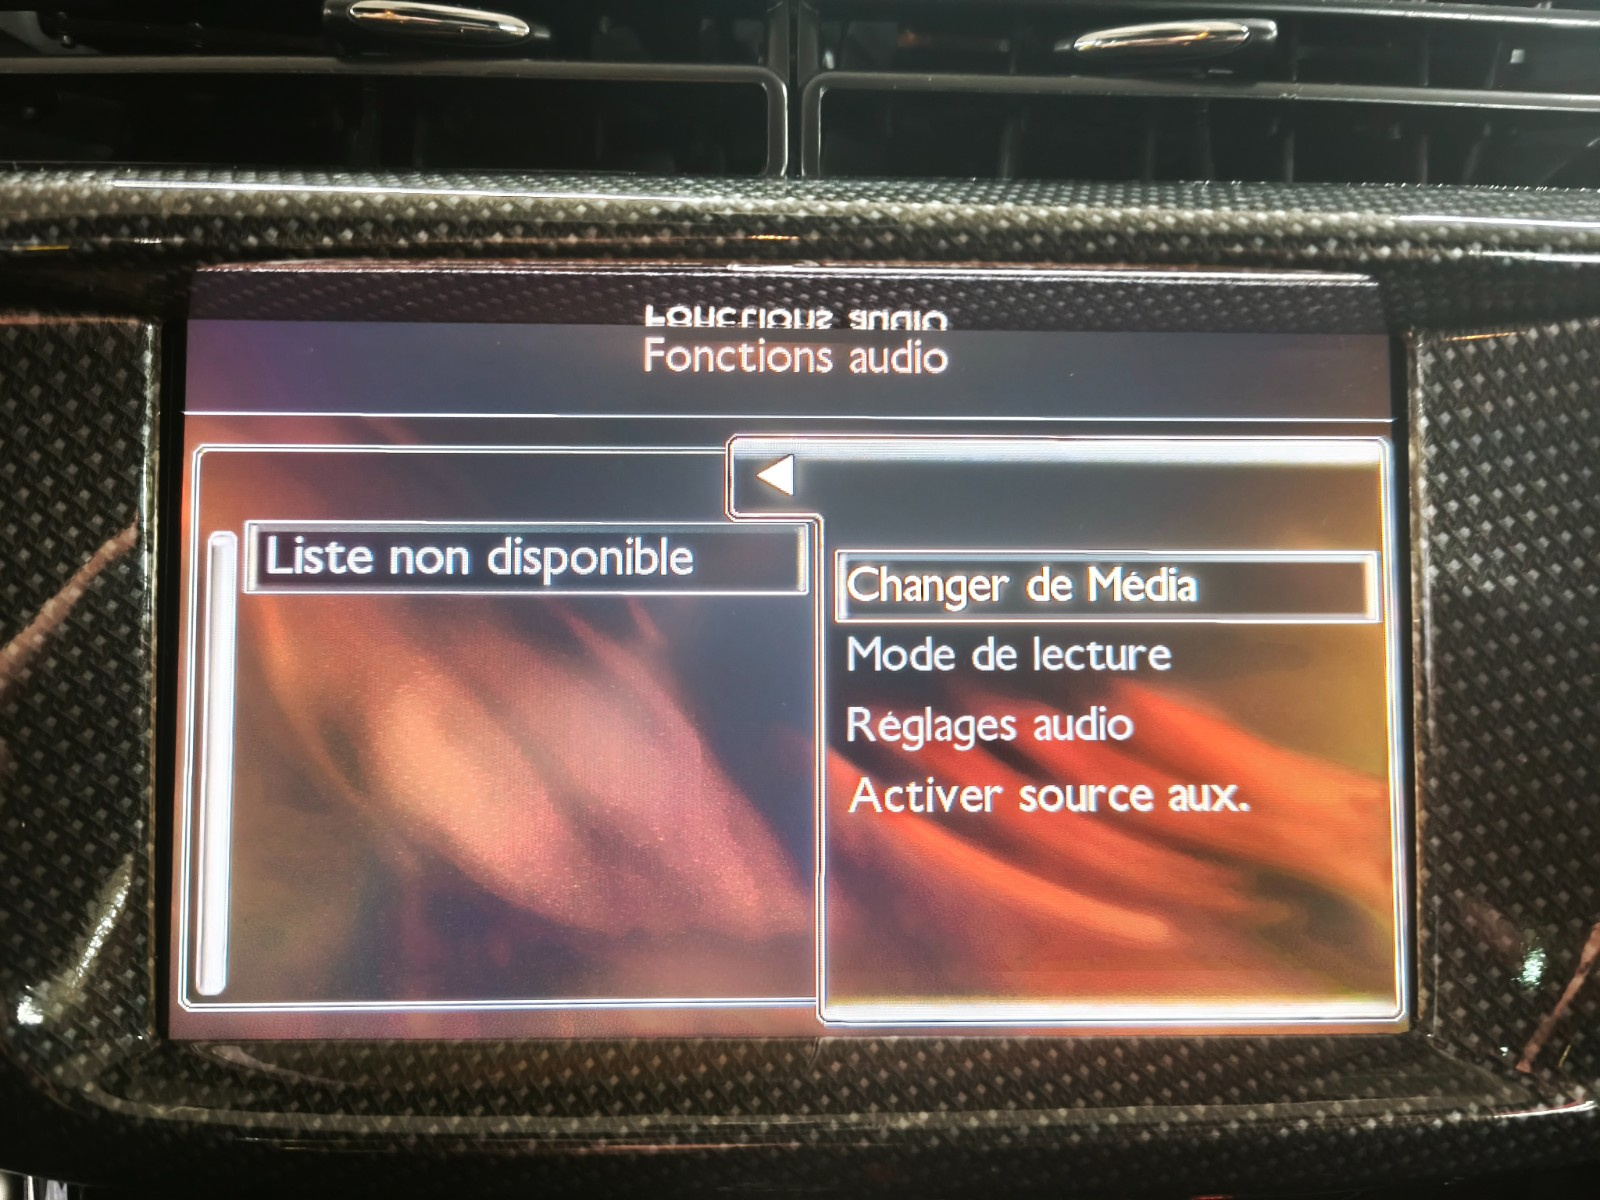 Fonctions audio
Liste non disponible
Changer de Média
Mode de lecture
Réglages audio
Activer source aux.